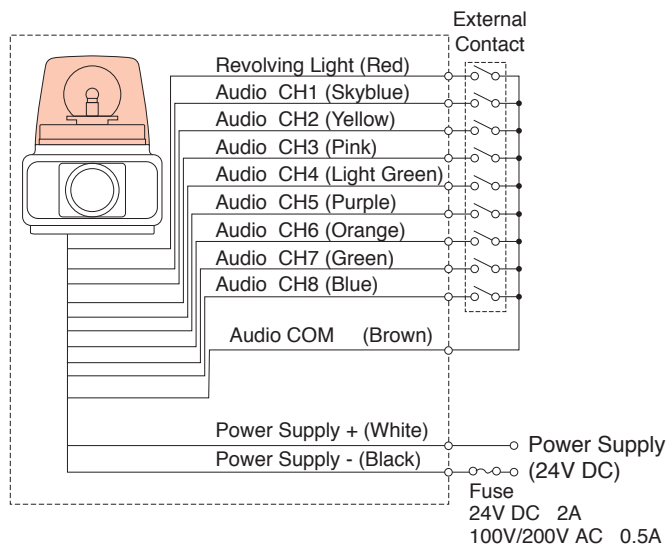 External
Contact
Revolving Light (Red)
Audio CH1 (Skyblue)
Audio CH2 (Yellow)
Audio CH3 (Pink)
Audio CH4 (Light Green)
Audio CH5 (Purple)
Audio CH6 (Orange)
Audio CH7 (Green)
Audio CH8 (Blue)
Audio COM (Brown)
Power Supply + (White)
Power Supply - (Black)
Power Supply
(24V DC)
Fuse
24V DC 2A
100V/200V AC 0.5A